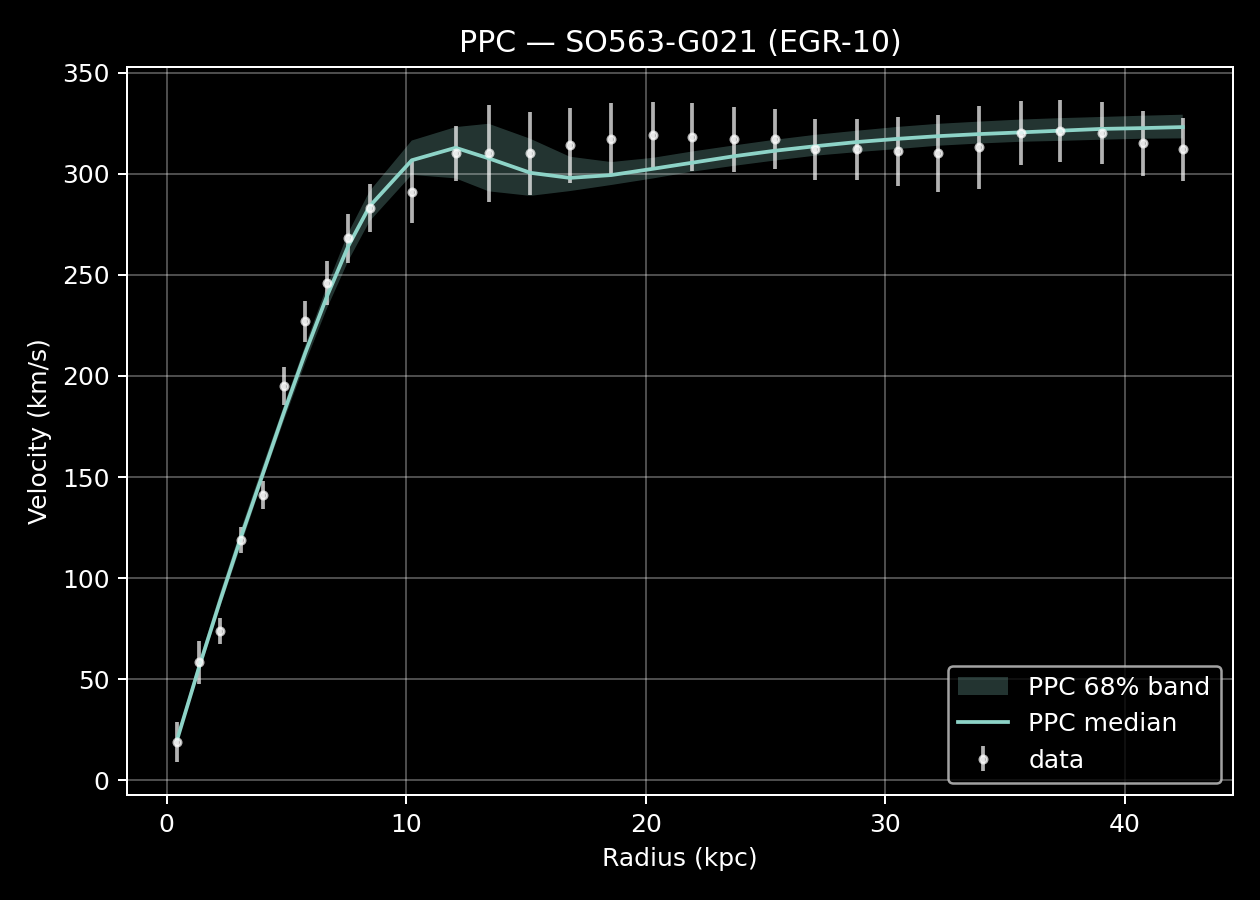 PPC — SO563-G021 (EGR-10)
350
300
250
200
150
100
50
0
Velocity (km/s)
PPC 68% band
PPC median
data
0 10 20 30 40
Radius (kpc)